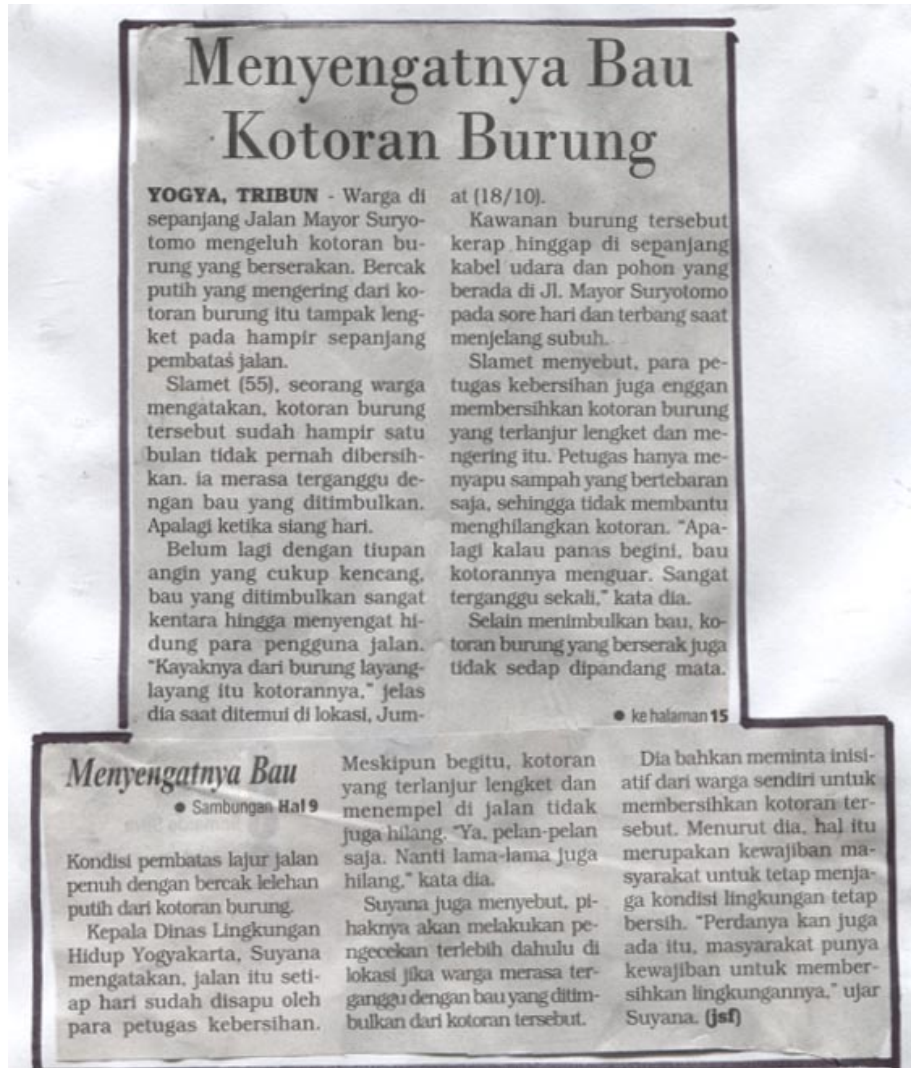 Menyengatnya Bau
Kotoran Burung
YOGYA, TRIBUN - Warga di
sepanjang Jalan Mayor Suryo-
tomo mengeluh kotoran bu-
rung yang berserakan. Bercak
putih yang mengering dari ko-
toran burung itu tampak leng-
ket pada hampir sepanjang
pembatas jalan.
Slamet (55), seorang warga
mengatakan, kotoran burung
tersebut sudah hampir satu
bulan tidak pernah dibersih-
kan. ia merasa terganggu de-
ngan bau yang ditimbulkan.
Apalagi ketika siang hari.
Belum lagi dengan tiupan
angin yang cukup kencang,
bau yang ditimbulkan sangat
kentara hingga menyengat hi-
dung para pengguna jalan.
"Kayaknya dari burung layang-
layang itu kotorannya," jelas
dia saat ditemui di lokasi, Jum-
at (18/10).
Kawanan burung tersebut
kerap hinggap di sepanjang
kabel udara dan pohon yang
berada di Jl. Mayor Suryotomo
pada sore hari dan terbang saat
menjelang subuh.
Slamet menyebut, para pe-
tugas kebersihan juga enggan
membersihkan kotoran burung
yang terlanjur lengket dan me-
ngering itu. Petugas hanya me-
nyapu sampah yang bertebaran
saja, sehingga tidak membantu
menghilangkan kotoran. "Apa-
lagi kalau panas begini, bau
kotorannya menguar. Sangat
terganggu sekali," kata dia.
Selain menimbulkan bau, ko-
toran burung yang berserak juga
tidak sedap dipandang mata.
● ke halaman 15
Menyengatnya Bau
● Sambungan Hal 9
Kondisi pembatas lajur jalan
penuh dengan bercak lelehan
putih dari kotoran burung.
Kepala Dinas Lingkungan
Hidup Yogyakarta, Suyana
mengatakan, jalan itu seti-
ap hari sudah disapu oleh
para petugas kebersihan.
Meskipun begitu, kotoran
yang terlanjur lengket dan
menempel di jalan tidak
juga hilang. "Ya, pelan-pelan
saja. Nanti lama-lama juga
hilang," kata dia.
Suyana juga menyebut, pi-
haknya akan melakukan pe-
ngecekan terlebih dahulu di
lokasi jika warga merasa ter-
ganggu dengan bau yang ditim-
bulkan dari kotoran tersebut.
Dia bahkan meminta inisi-
atif dari warga sendiri untuk
membersihkan kotoran ter-
sebut. Menurut dia, hal itu
merupakan kewajiban ma-
syarakat untuk tetap menja-
ga kondisi lingkungan tetap
bersih. "Perdanya kan juga
ada itu, masyarakat punya
kewajiban untuk member-
sihkan lingkungannya," ujar
Suyana. (jsf)